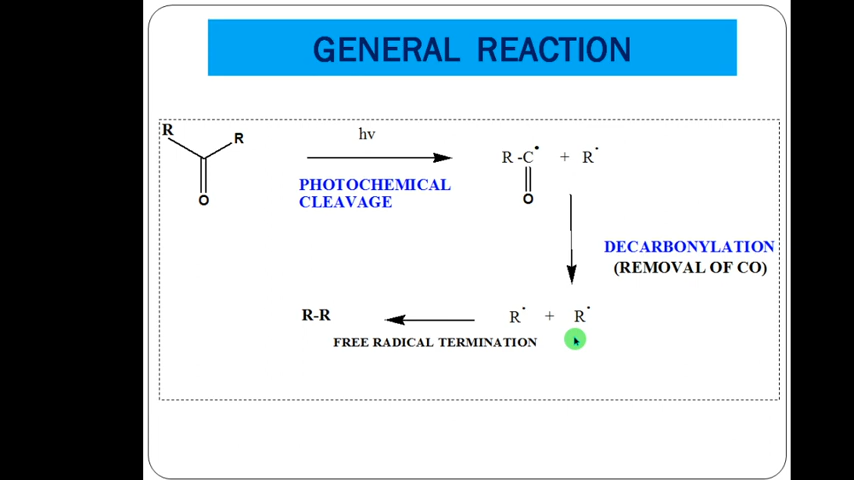 GENERAL REACTION
R
R
O
hv
PHOTOCHEMICAL
CLEAVAGE
R -C• + R•
O
DECARBONYLATION
(REMOVAL OF CO)
R• + R•
R-R
FREE RADICAL TERMINATION